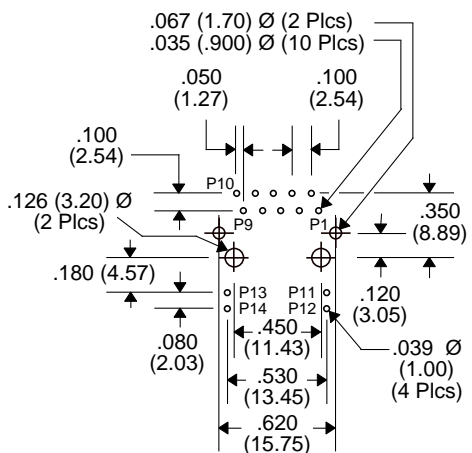 .067 (1.70) Ø (2 Plcs)
.035 (.900) Ø (10 Plcs)
.050
(1.27)
.100
(2.54)
.100
(2.54)
P10
.126 (3.20) Ø
(2 Plcs)
P9
P1
.350
(8.89)
.180 (4.57)
.120
(3.05)
P13
P11
P14
P12
.080
(2.03)
.450
(11.43)
.039 Ø
(1.00)
(4 Plcs)
.530
(13.45)
.620
(15.75)